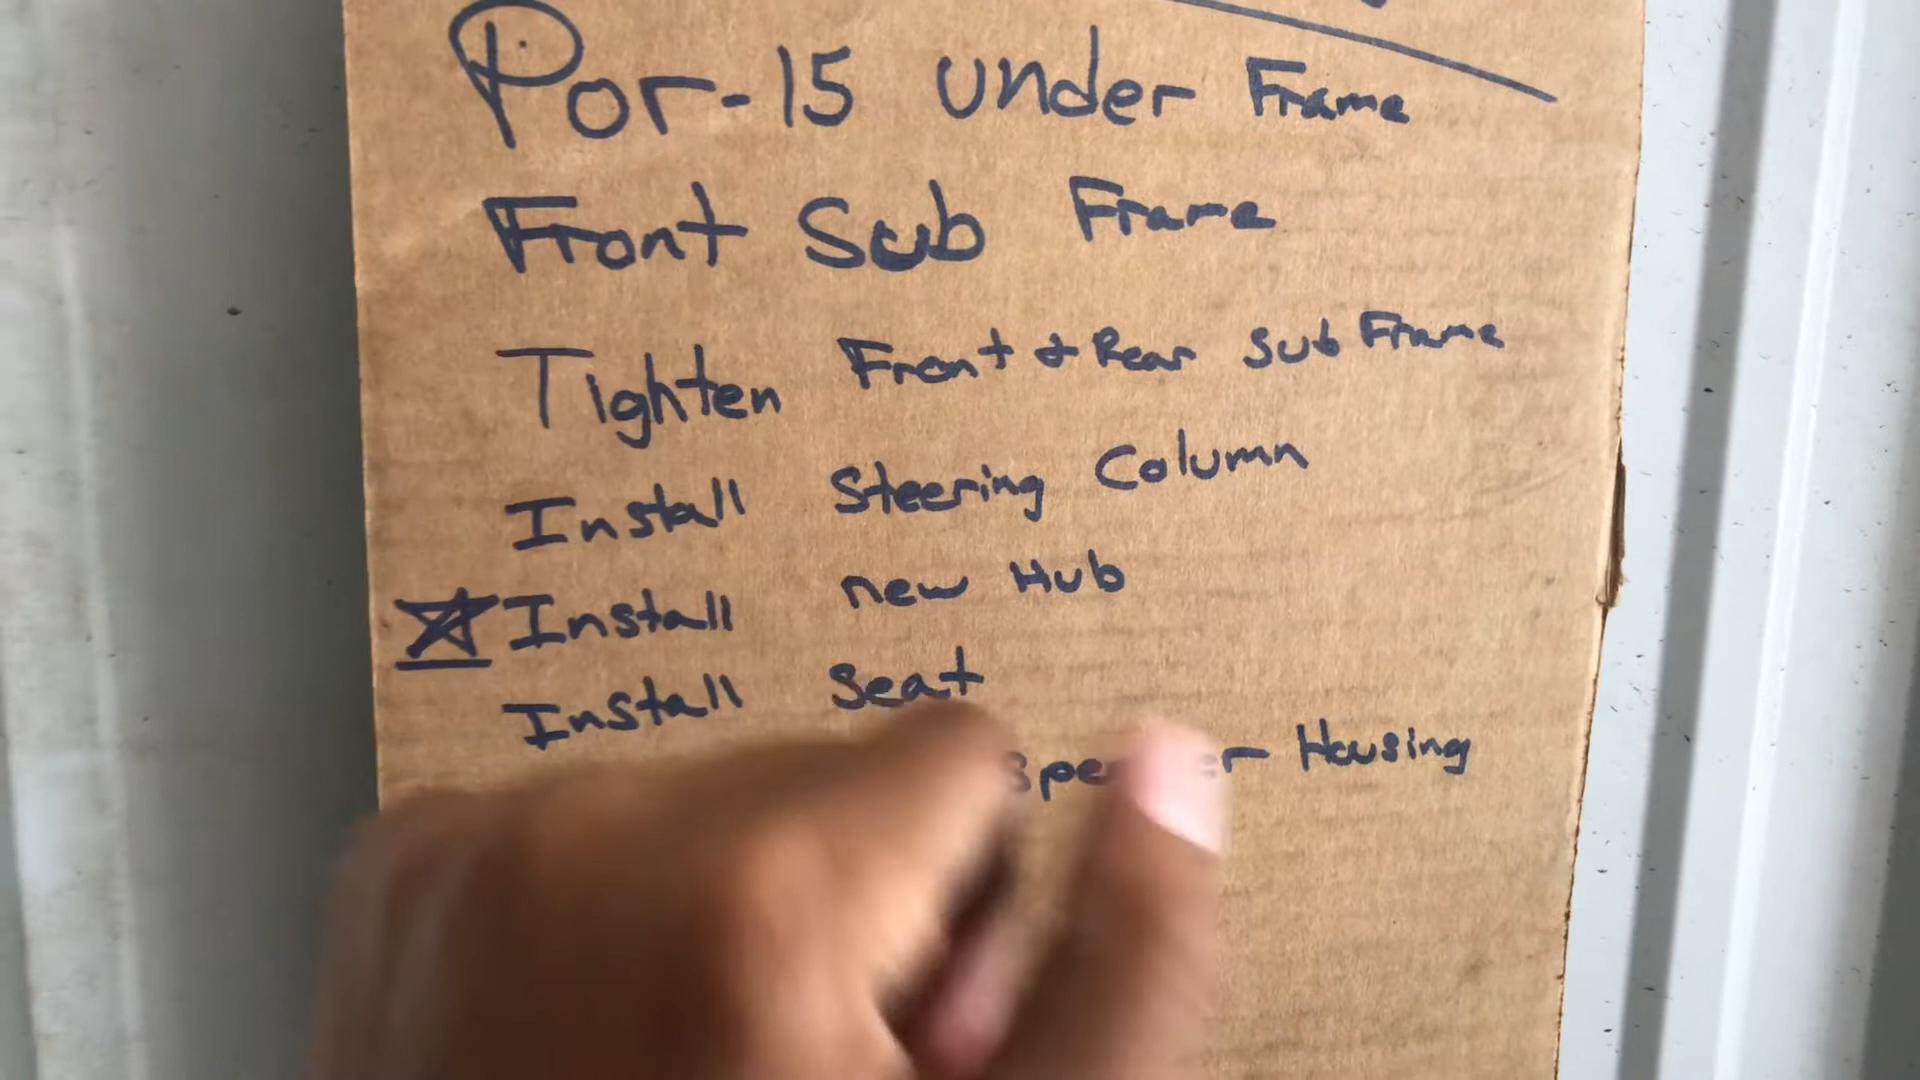 Por-15 under Frame
Front Sub Frame
Tighten Front & Rear Sub Frame
Install Steering Column
Install new Hub
Install Seat
Housing